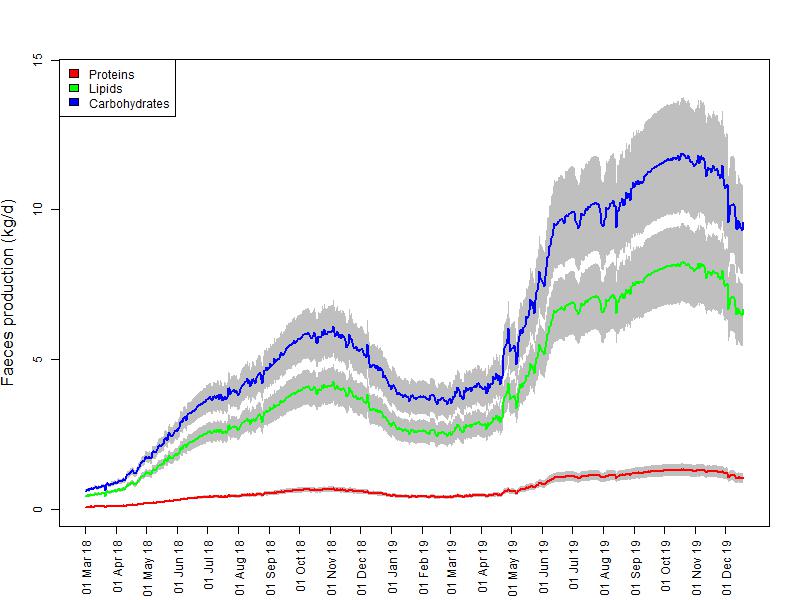 Proteins
Lipids
Carbohydrates
Faeces production (kg/d)
15
10
5
0
01 Mar 18
01 Apr 18
01 May 18
01 Jun 18
01 Jul 18
01 Aug 18
01 Sep 18
01 Oct 18
01 Nov 18
01 Dec 18
01 Jan 19
01 Feb 19
01 Mar 19
01 Apr 19
01 May 19
01 Jun 19
01 Jul 19
01 Aug 19
01 Sep 19
01 Oct 19
01 Nov 19
01 Dec 19